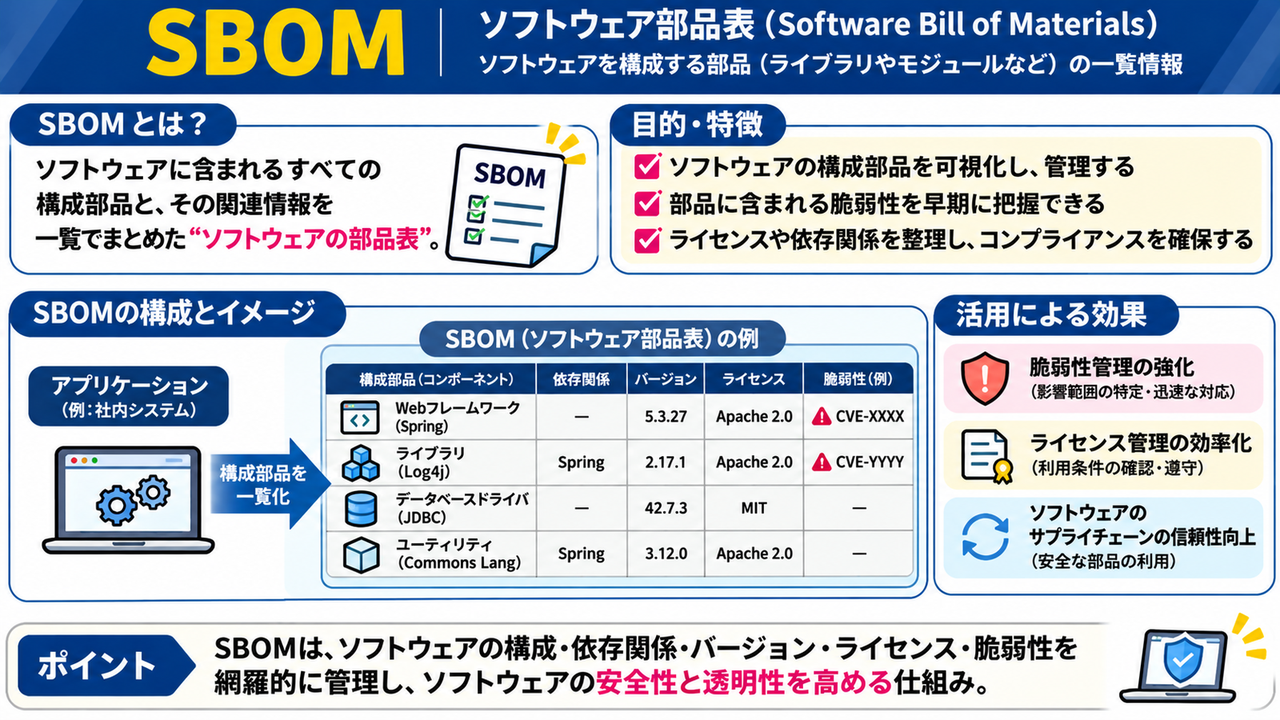 SBOM
ソフトウェア部品表（Software Bill of Materials）
ソフトウェアを構成する部品（ライブラリやモジュールなど）の一覧情報
SBOM とは？
ソフトウェアに含まれるすべての
構成部品と、その関連情報を
一覧でまとめた“ソフトウェアの部品表”。
SBOM
目的・特徴
ソフトウェアの構成部品を可視化し、管理する
部品に含まれる脆弱性を早期に把握できる
ライセンスや依存関係を整理し、コンプライアンスを確保する
SBOMの構成とイメージ
アプリケーション
（例：社内システム）
構成部品を
一覧化
SBOM（ソフトウェア部品表）の例
構成部品（コンポーネント） 依存関係 バージョン ライセンス 脆弱性（例）
Webフレームワーク
（Spring） — 5.3.27 Apache 2.0 CVE-XXXX
ライブラリ
（Log4j） Spring 2.17.1 Apache 2.0 CVE-YYYY
データベースドライバ
（JDBC） — 42.7.3 MIT —
ユーティリティ
（Commons Lang） Spring 3.12.0 Apache 2.0 —
活用による効果
脆弱性管理の強化
（影響範囲の特定・迅速な対応）
ライセンス管理の効率化
（利用条件の確認・遵守）
ソフトウェアの
サプライチェーンの信頼性向上
（安全な部品の利用）
ポイント
SBOMは、ソフトウェアの構成・依存関係・バージョン・ライセンス・脆弱性を
網羅的に管理し、ソフトウェアの安全性と透明性を高める仕組み。